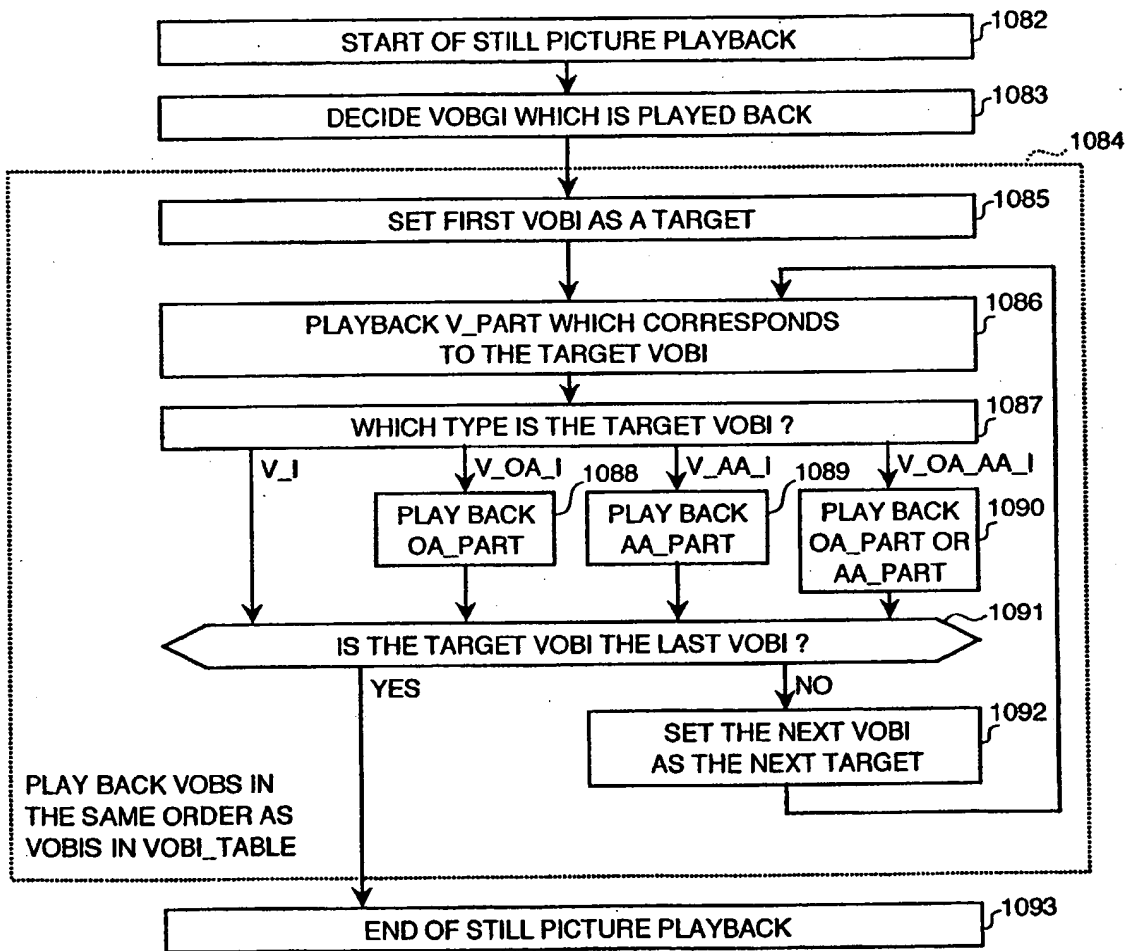 START OF STILL PICTURE PLAYBACK
1082
DECIDE VOBGI WHICH IS PLAYED BACK
1083
1084
SET FIRST VOBI AS A TARGET
1085
PLAYBACK V_PART WHICH CORRESPONDS
TO THE TARGET VOBI
1086
WHICH TYPE IS THE TARGET VOBI ?
1087
V_I
V_OA_I
1088
V_AA_I
1089
V_OA_AA_I
PLAY BACK
OA_PART
PLAY BACK
AA_PART
PLAY BACK
OA_PART OR
AA_PART
1090
IS THE TARGET VOBI THE LAST VOBI ?
1091
YES
NO
SET THE NEXT VOBI
AS THE NEXT TARGET
1092
PLAY BACK VOBS IN
THE SAME ORDER AS
VOBIS IN VOBI_TABLE
END OF STILL PICTURE PLAYBACK
1093